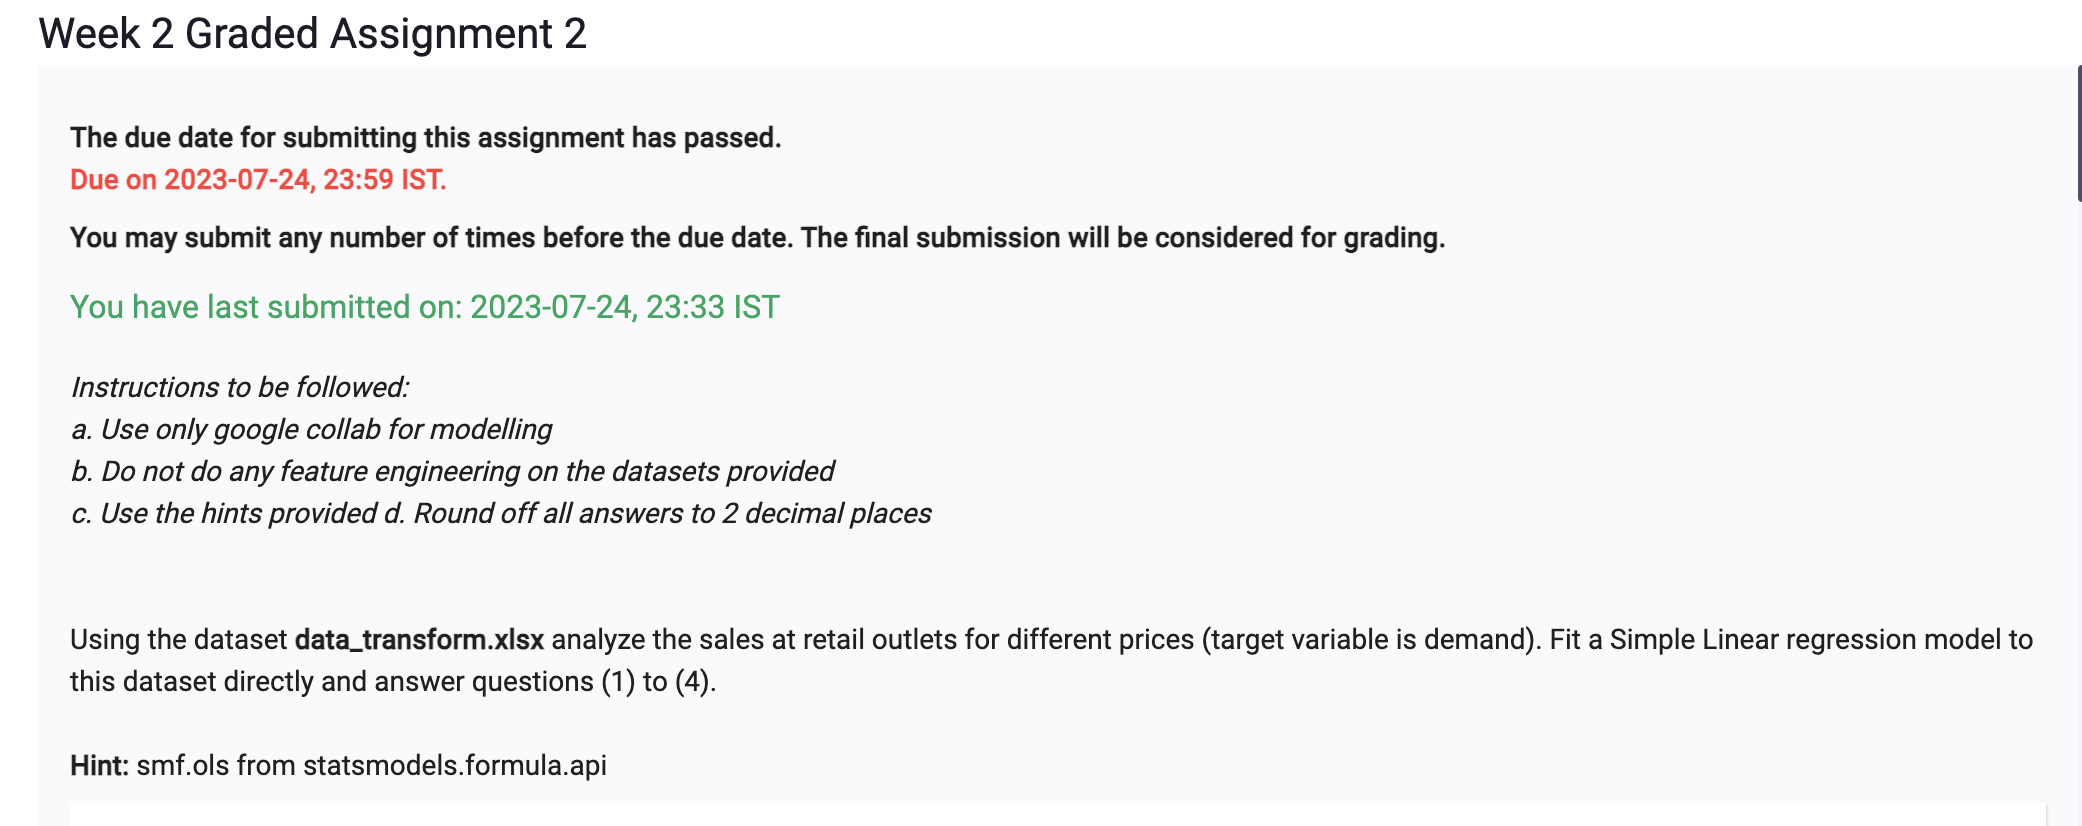 Week 2 Graded Assignment 2
The due date for submitting this assignment has passed.
Due on 2023-07-24, 23:59 IST.
You may submit any number of times before the due date. The final submission will be considered for grading.
You have last submitted on: 2023-07-24, 23:33 IST
Instructions to be followed:
a. Use only google collab for modelling
b. Do not do any feature engineering on the datasets provided
c. Use the hints provided d. Round off all answers to 2 decimal places
Using the dataset data_transform.xlsx analyze the sales at retail outlets for different prices (target variable is demand). Fit a Simple Linear regression model to
this dataset directly and answer questions (1) to (4).
Hint: smf.ols from statsmodels.formula.api